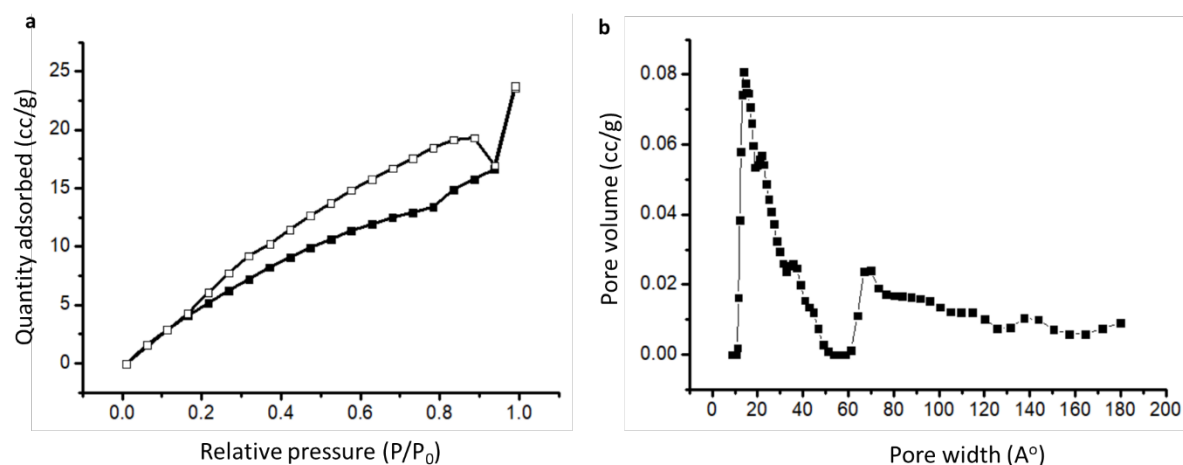 a
Quantity adsorbed (cc/g)
25
20
15
10
5
0
0.0 0.2 0.4 0.6 0.8 1.0
Relative pressure (P/P₀)
b
Pore volume (cc/g)
0.08
0.06
0.04
0.02
0.00
0 20 40 60 80 100 120 140 160 180 200
Pore width (Aᵒ)